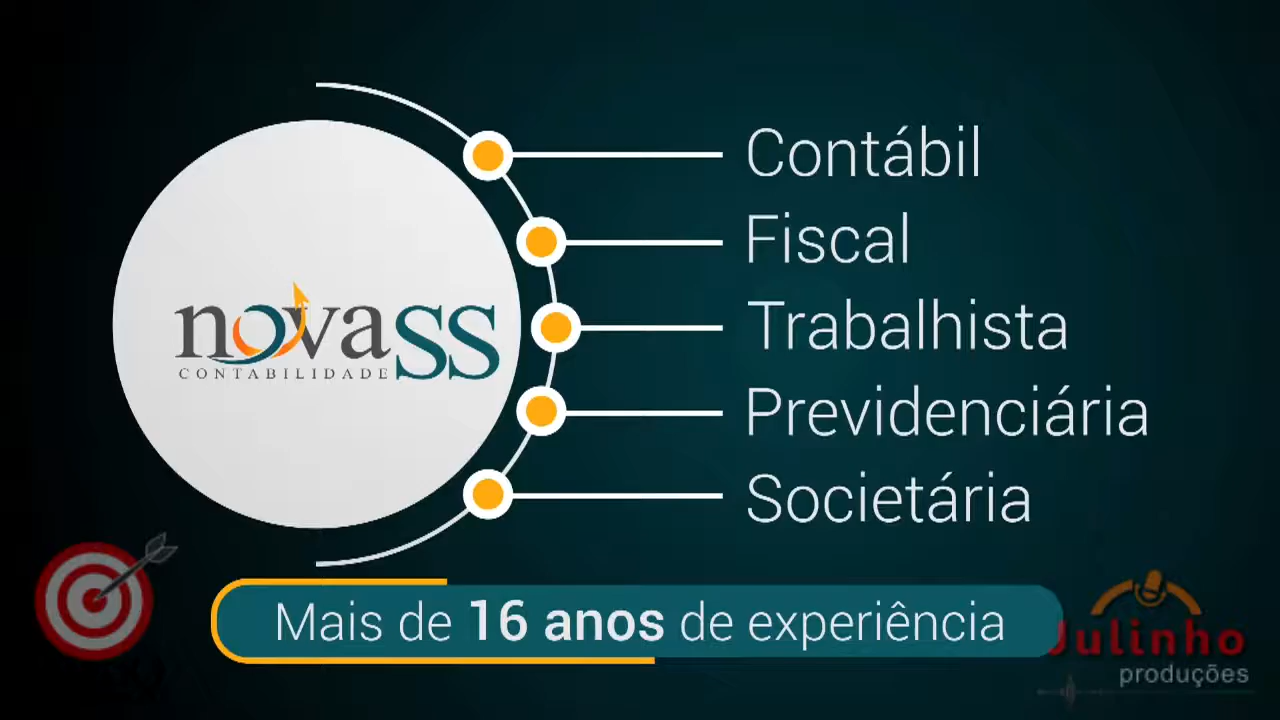 novaSS
CONTABILIDADE
Contábil
Fiscal
Trabalhista
Previdenciária
Societária
Mais de 16 anos de experiência
Julinho
produções